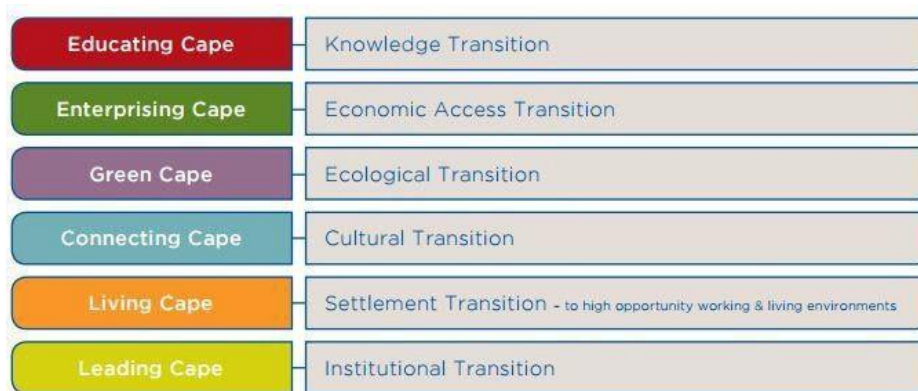 Educating Cape Knowledge Transition
Enterprising Cape Economic Access Transition
Green Cape Ecological Transition
Connecting Cape Cultural Transition
Living Cape Settlement Transition - to high opportunity working & living environments
Leading Cape Institutional Transition